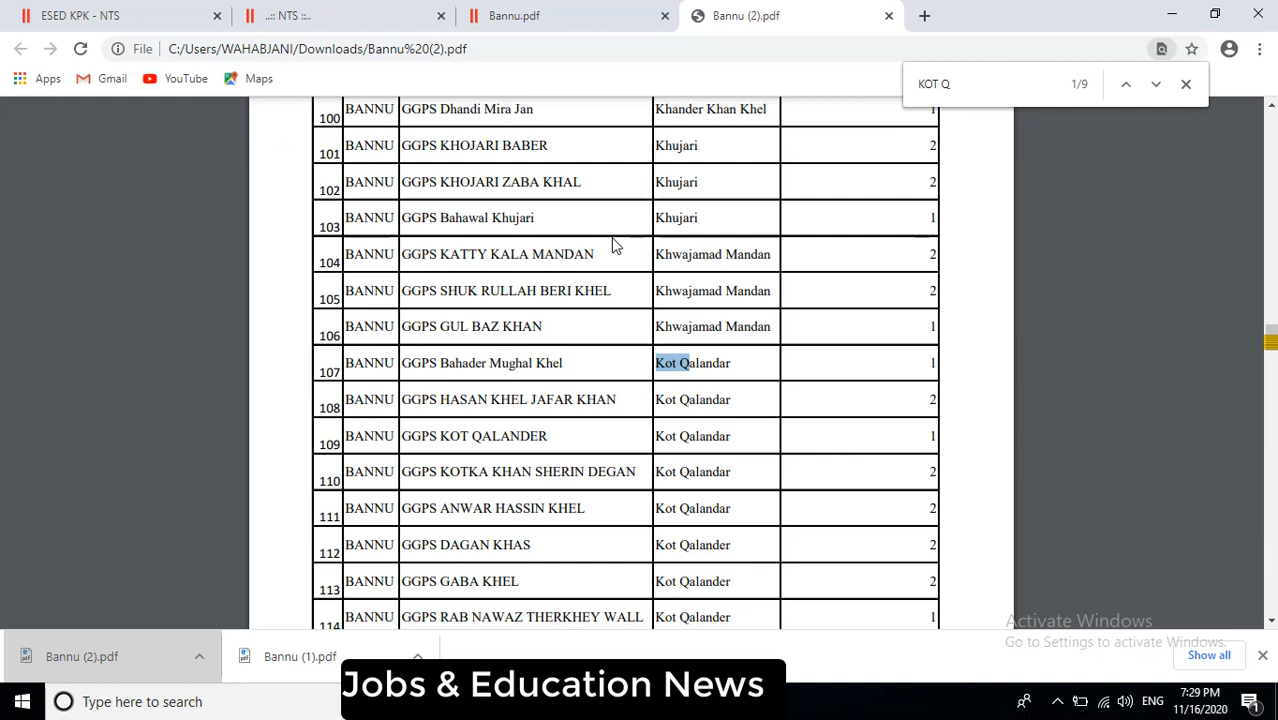 ESED KPK - NTS
..:: NTS ::..
Bannu.pdf
Bannu (2).pdf
File
C:/Users/WAHABJANI/Downloads/Bannu%20(2).pdf
Apps
Gmail
YouTube
Maps
KOT Q
1/9
100 BANNU GGPS Dhandi Mira Jan Khander Khan Khel 1
101 BANNU GGPS KHOJARI BABER Khujari 2
102 BANNU GGPS KHOJARI ZABA KHAL Khujari 2
103 BANNU GGPS Bahawal Khujari Khujari 1
104 BANNU GGPS KATTY KALA MANDAN Khwajamad Mandan 2
105 BANNU GGPS SHUK RULLAH BERI KHEL Khwajamad Mandan 2
106 BANNU GGPS GUL BAZ KHAN Khwajamad Mandan 1
107 BANNU GGPS Bahader Mughal Khel Kot Qalandar 1
108 BANNU GGPS HASAN KHEL JAFAR KHAN Kot Qalandar 2
109 BANNU GGPS KOT QALANDER Kot Qalandar 1
110 BANNU GGPS KOTKA KHAN SHERIN DEGAN Kot Qalandar 2
111 BANNU GGPS ANWAR HASSIN KHEL Kot Qalandar 2
112 BANNU GGPS DAGAN KHAS Kot Qalander 2
113 BANNU GGPS GABA KHEL Kot Qalander 2
114 BANNU GGPS RAB NAWAZ THERKHEY WALL Kot Qalander 1
Activate Windows
Go to Settings to activate Windows.
Bannu (2).pdf
Bannu (1).pdf
Show all
Jobs & Education News
Type here to search
ENG
7:29 PM
11/16/2020
1